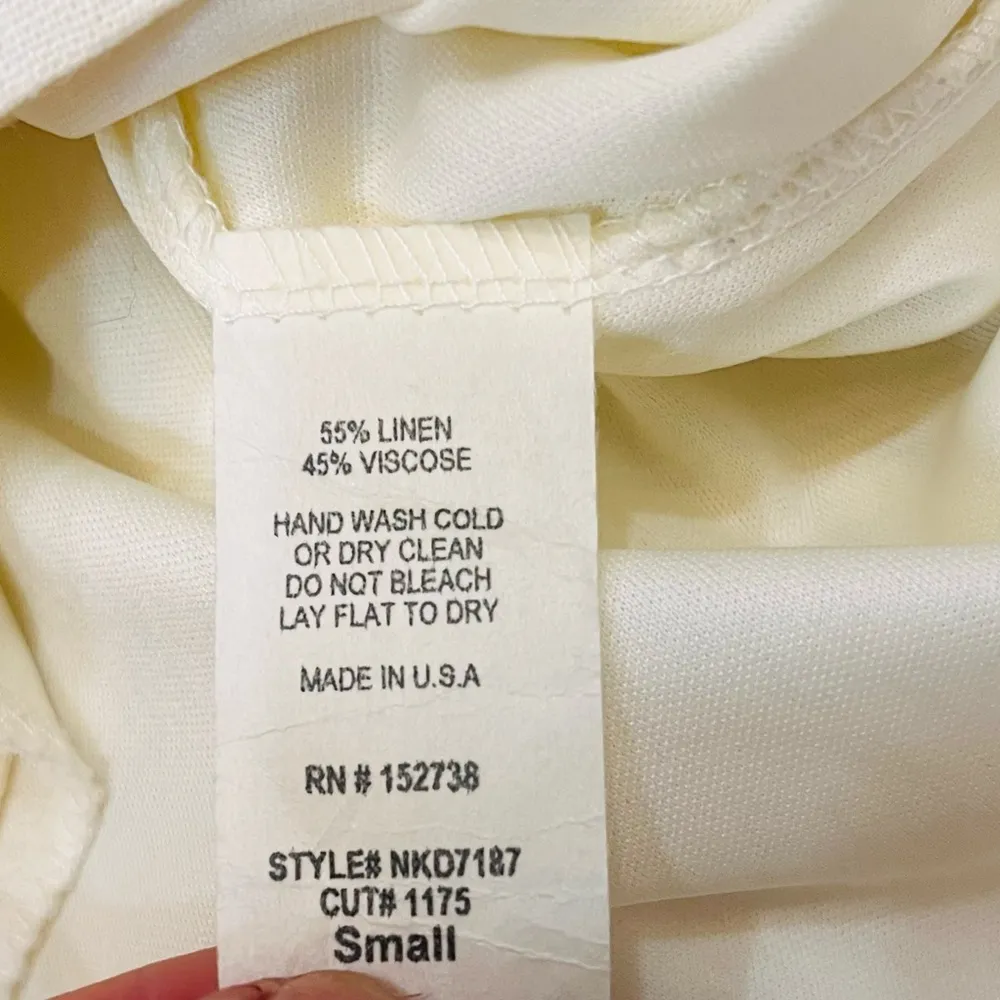 55% LINEN
45% VISCOSE
HAND WASH COLD
OR DRY CLEAN
DO NOT BLEACH
LAY FLAT TO DRY
MADE IN U.S.A
RN # 152738
STYLE# NKD7187
CUT# 1175
Small